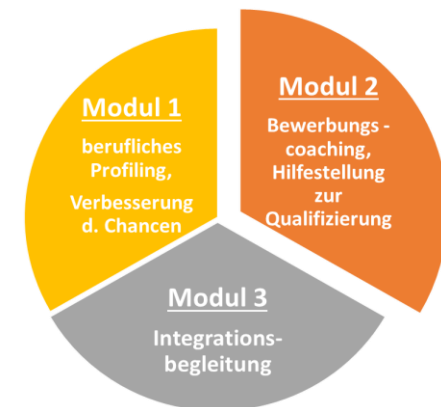 Modul 1
berufliches
Profiling,
Verbesserung
d. Chancen
Modul 2
Bewerbungs -
coaching,
Hilfestellung
zur
Qualifizierung
Modul 3
Integrations-
begleitung